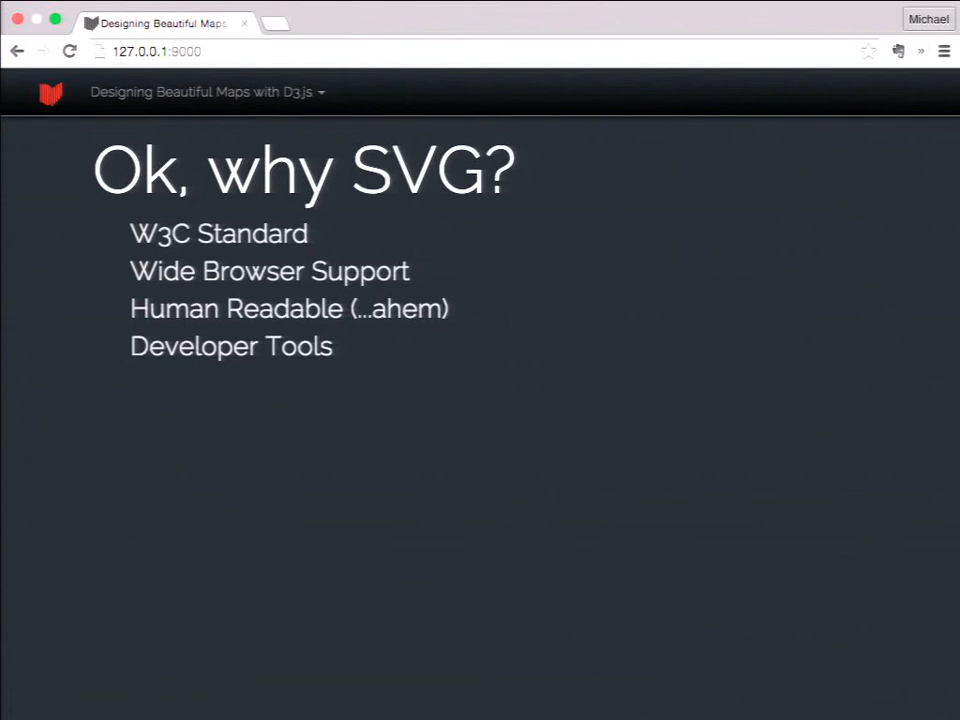 Designing Beautiful Maps
Michael
127.0.0.1:9000
Designing Beautiful Maps with D3.js
Ok, why SVG?
W3C Standard
Wide Browser Support
Human Readable (...ahem)
Developer Tools